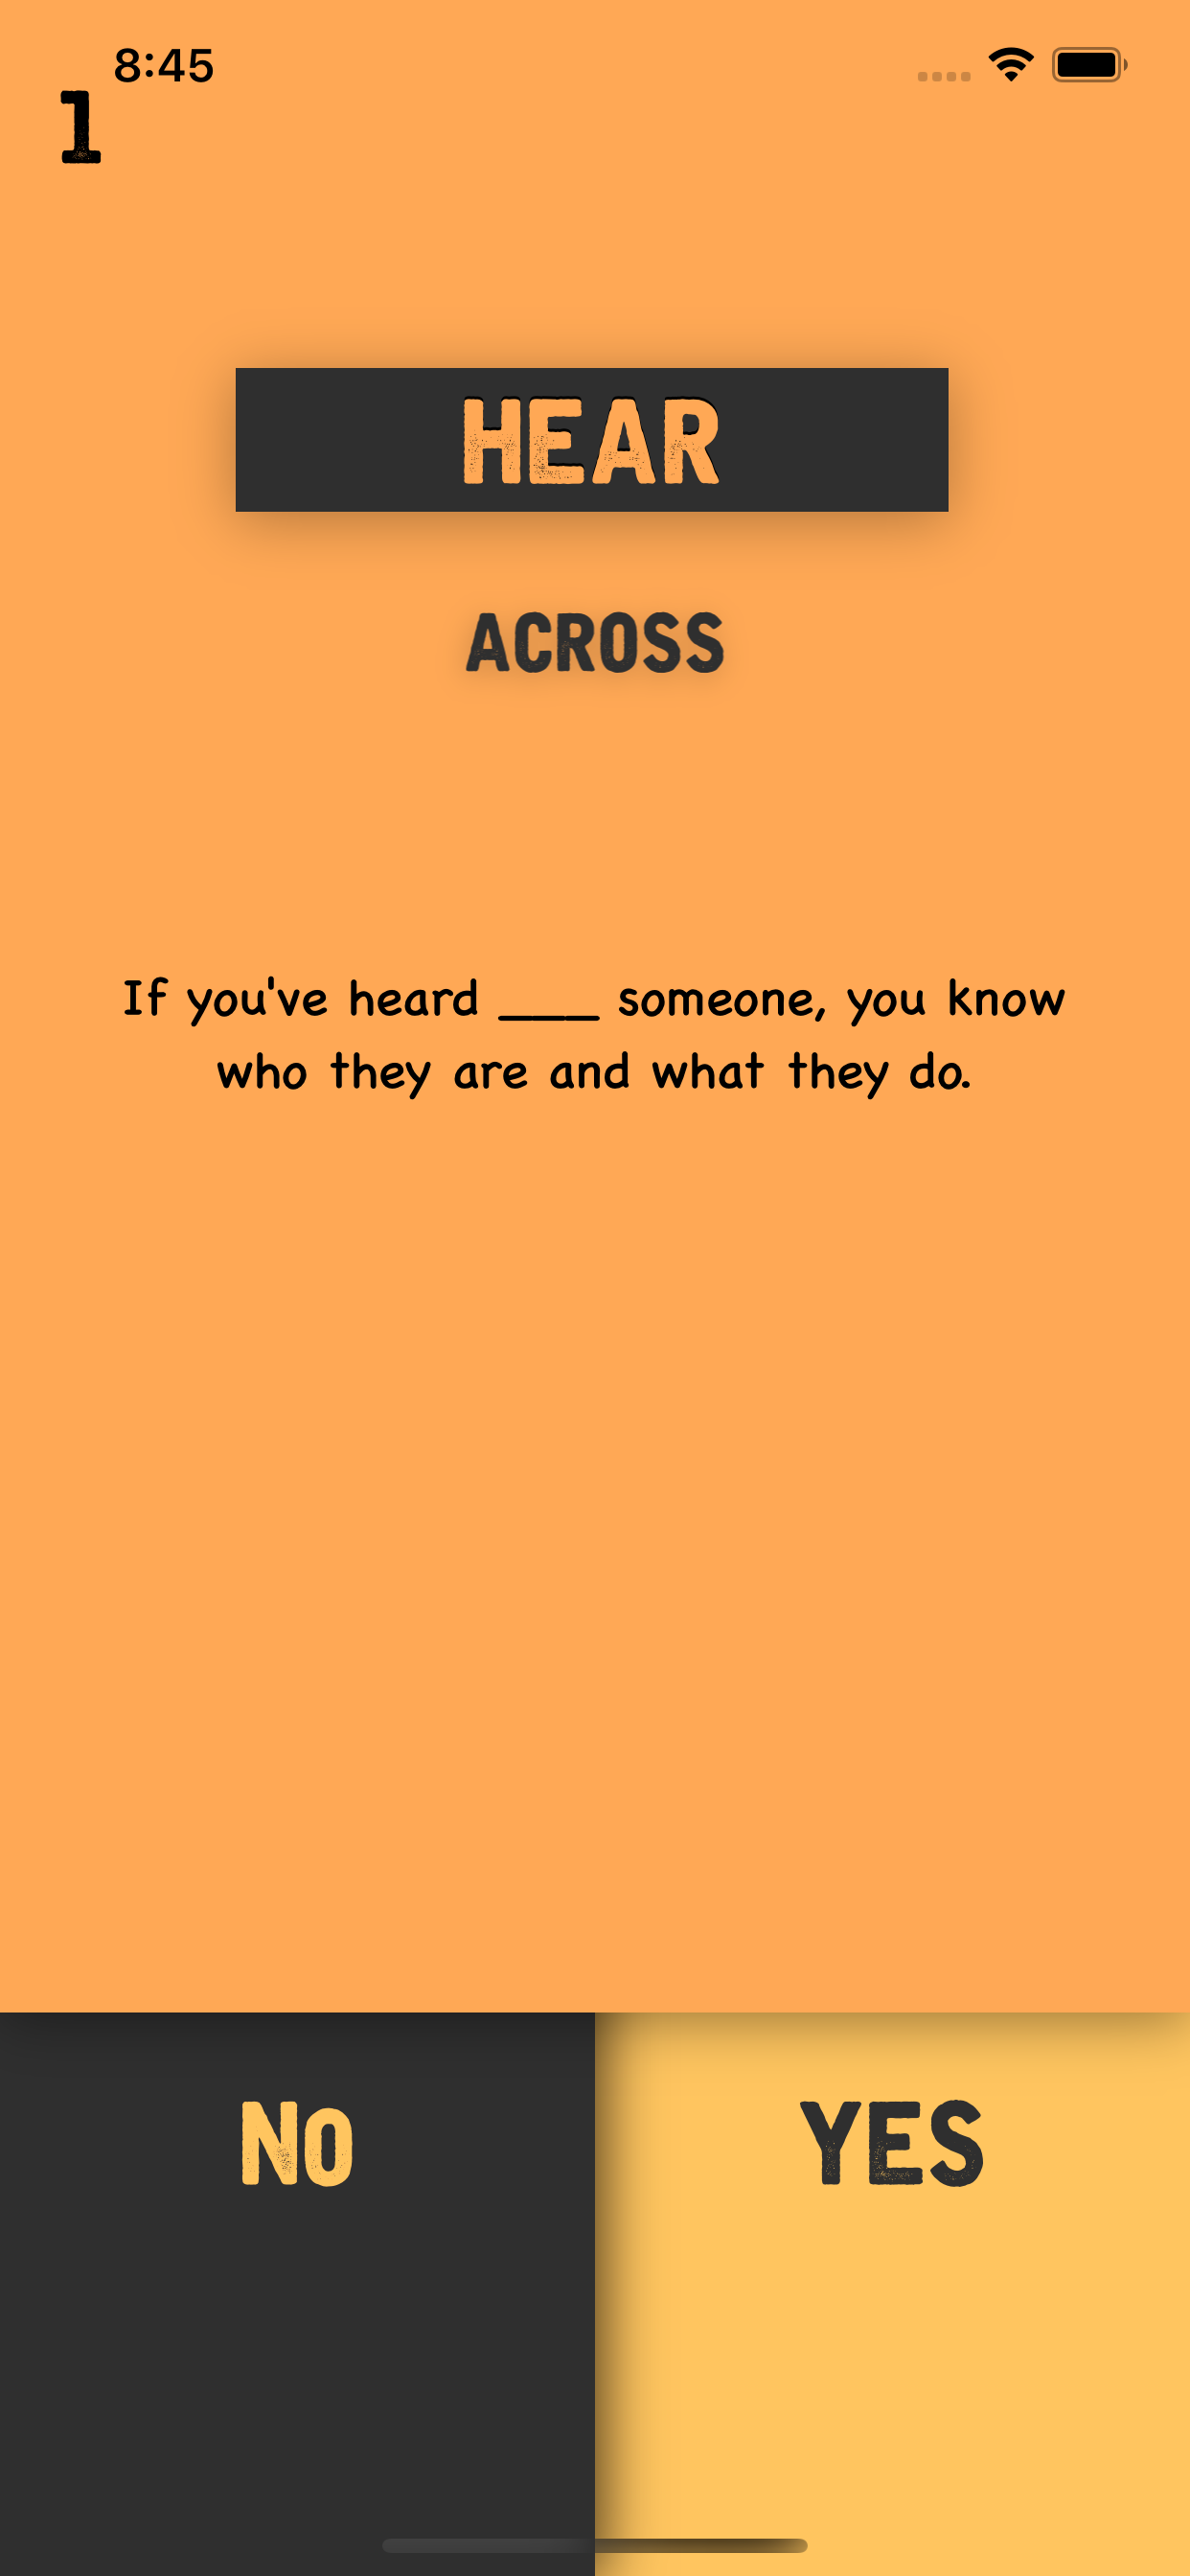 8:45
1
HEAR
ACROSS
If you've heard ___ someone, you know
who they are and what they do.
NO
YES